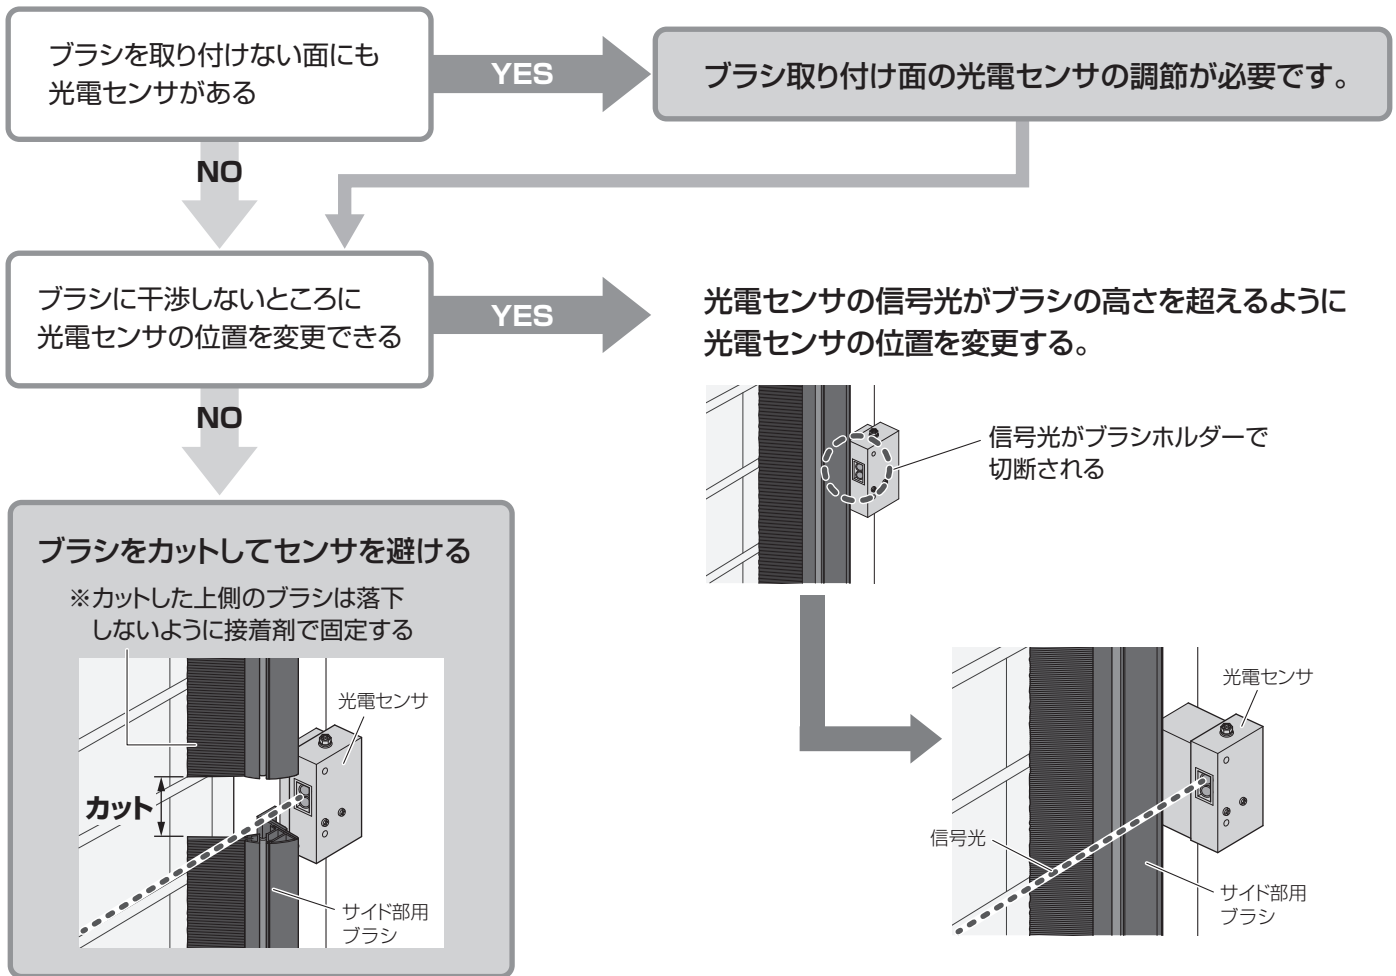 ブラシを取り付けない面にも
光電センサがある
YES
ブラシ取り付け面の光電センサの調節が必要です。
NO
ブラシに干渉しないところに
光電センサの位置を変更できる
YES
光電センサの信号光がブラシの高さを超えるように
光電センサの位置を変更する。
信号光がブラシホルダーで
切断される
NO
ブラシをカットしてセンサを避ける
※カットした上側のブラシは落下
しないように接着剤で固定する
光電センサ
カット
サイド部用
ブラシ
光電センサ
信号光
サイド部用
ブラシ